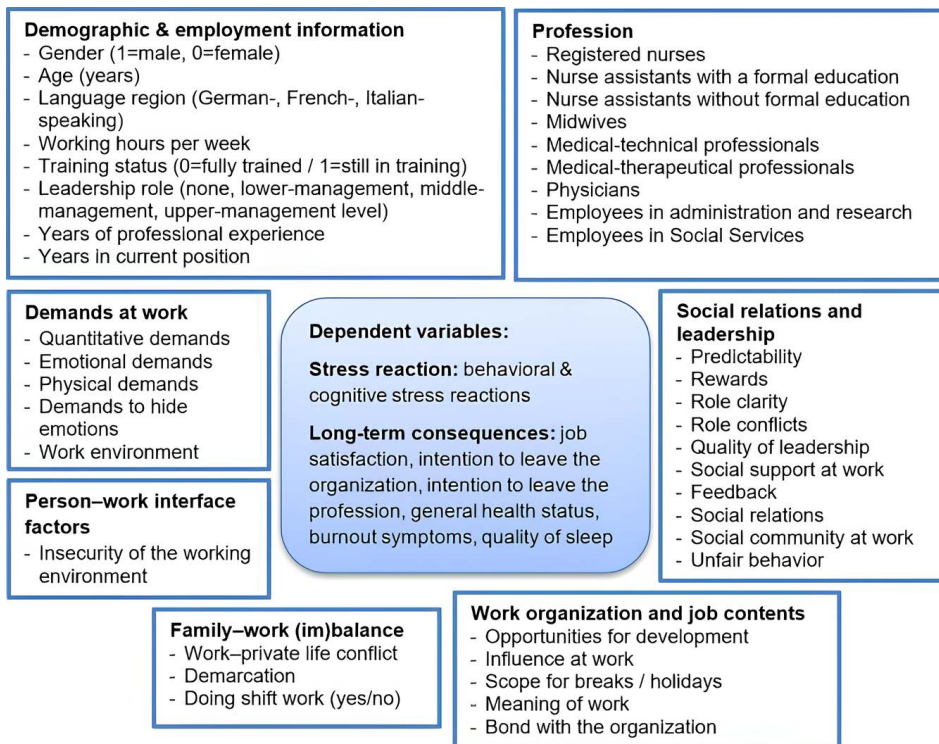 Demographic & employment information
- Gender (1=male, 0=female)
- Age (years)
- Language region (German-, French-, Italian-
speaking)
- Working hours per week
- Training status (0=fully trained / 1=still in training)
- Leadership role (none, lower-management, middle-
management, upper-management level)
- Years of professional experience
- Years in current position
Profession
- Registered nurses
- Nurse assistants with a formal education
- Nurse assistants without formal education
- Midwives
- Medical-technical professionals
- Medical-therapeutical professionals
- Physicians
- Employees in administration and research
- Employees in Social Services
Demands at work
- Quantitative demands
- Emotional demands
- Physical demands
- Demands to hide
emotions
- Work environment
Dependent variables:
Stress reaction: behavioral &
cognitive stress reactions
Long-term consequences: job
satisfaction, intention to leave the
organization, intention to leave the
profession, general health status,
burnout symptoms, quality of sleep
Social relations and
leadership
- Predictability
- Rewards
- Role clarity
- Role conflicts
- Quality of leadership
- Social support at work
- Feedback
- Social relations
- Social community at work
- Unfair behavior
Person–work interface
factors
- Insecurity of the working
environment
Family–work (im)balance
- Work–private life conflict
- Demarcation
- Doing shift work (yes/no)
Work organization and job contents
- Opportunities for development
- Influence at work
- Scope for breaks / holidays
- Meaning of work
- Bond with the organization